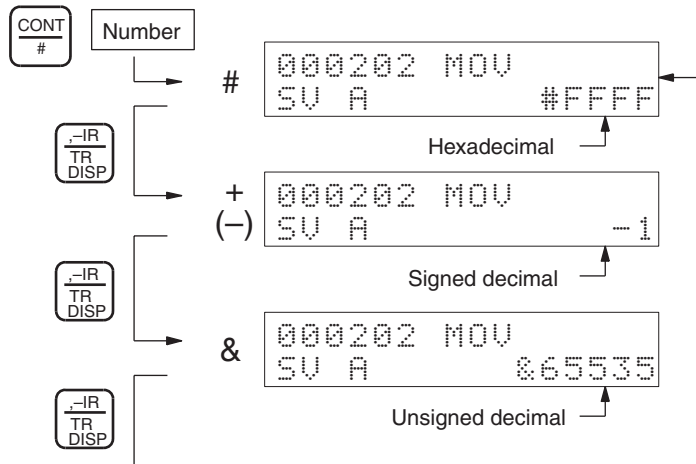 CONT
#
Number
#
000202 MOV
SV A #FFFF
Hexadecimal
,–IR
TR
DISP
+
(–)
000202 MOV
SV A –1
Signed decimal
,–IR
TR
DISP
&
000202 MOV
SV A &65535
Unsigned decimal
,–IR
TR
DISP